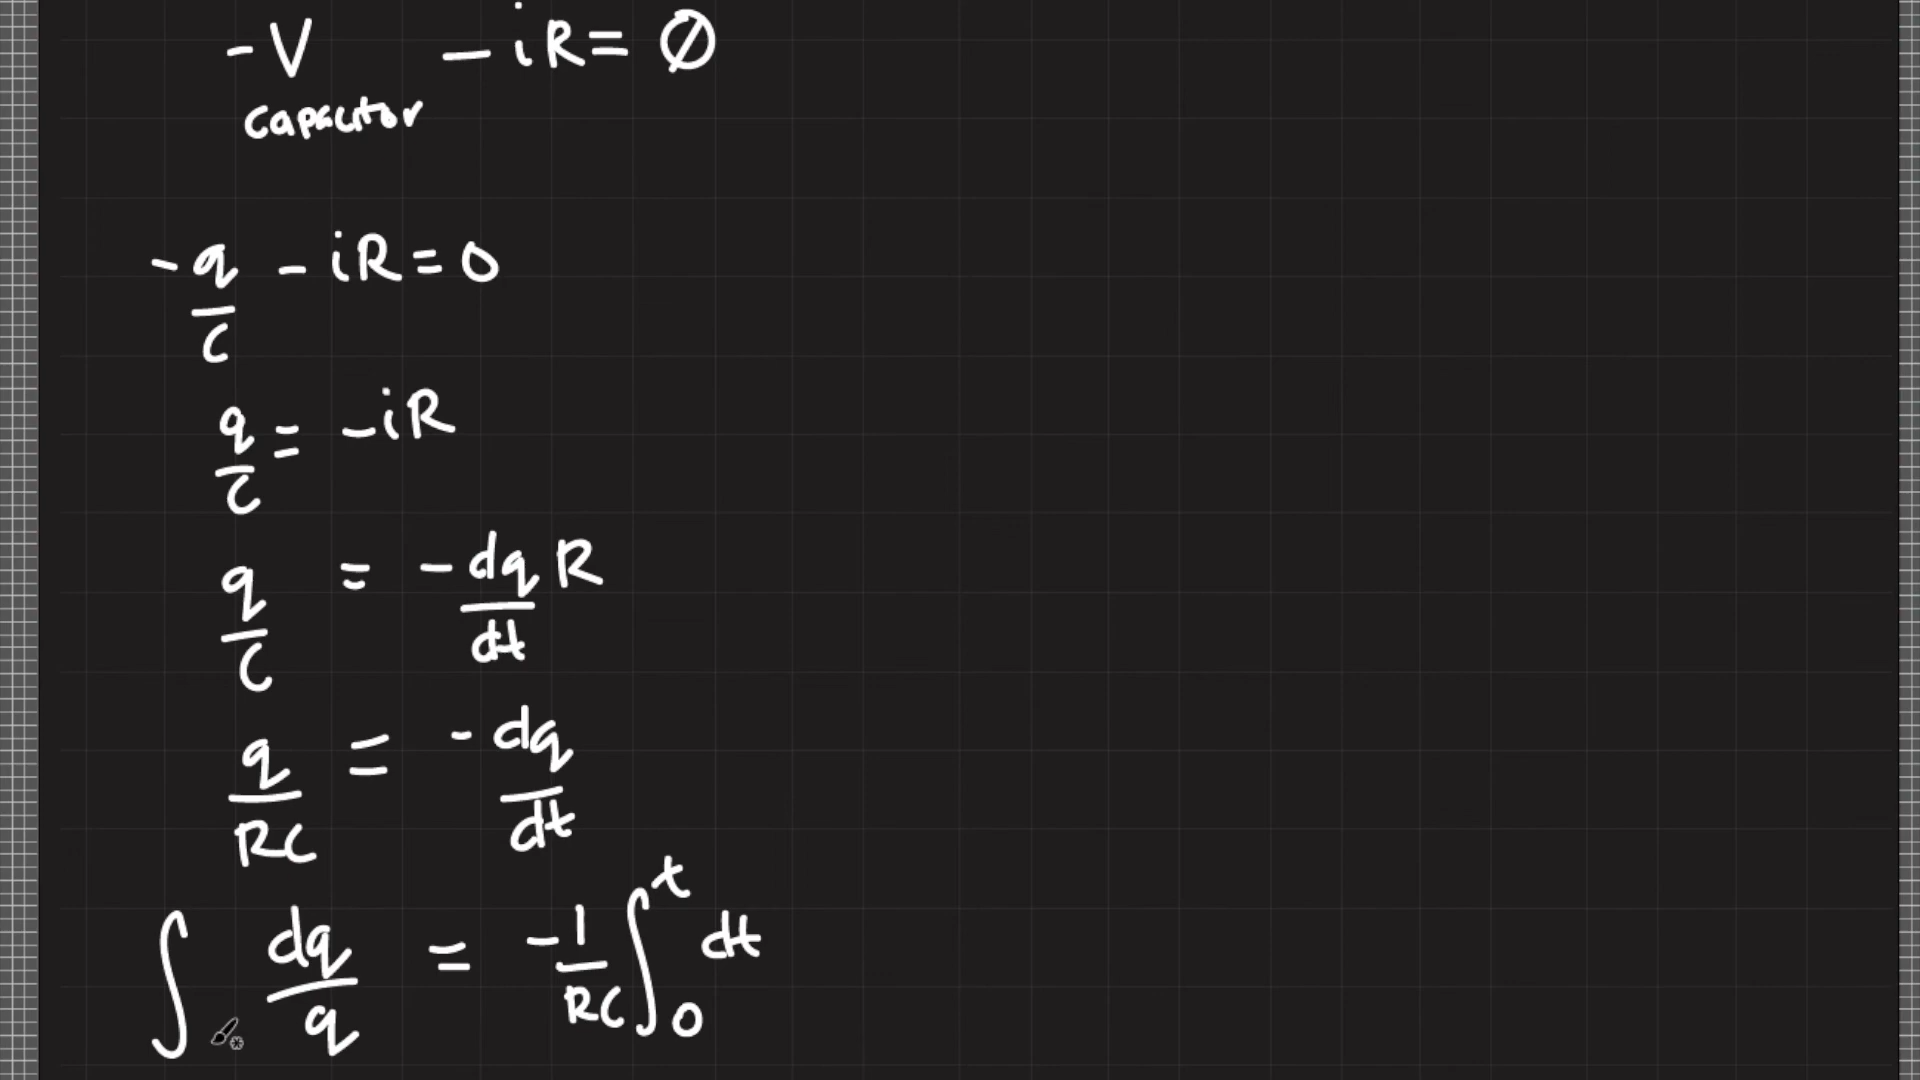 -V capacitor - iR = ∅
-q/C - iR = 0
q/C = -iR
q/C = -dq/dt R
q/RC = -dq/dt
∫ dq/q = -1/RC ∫₀ᵗ dt